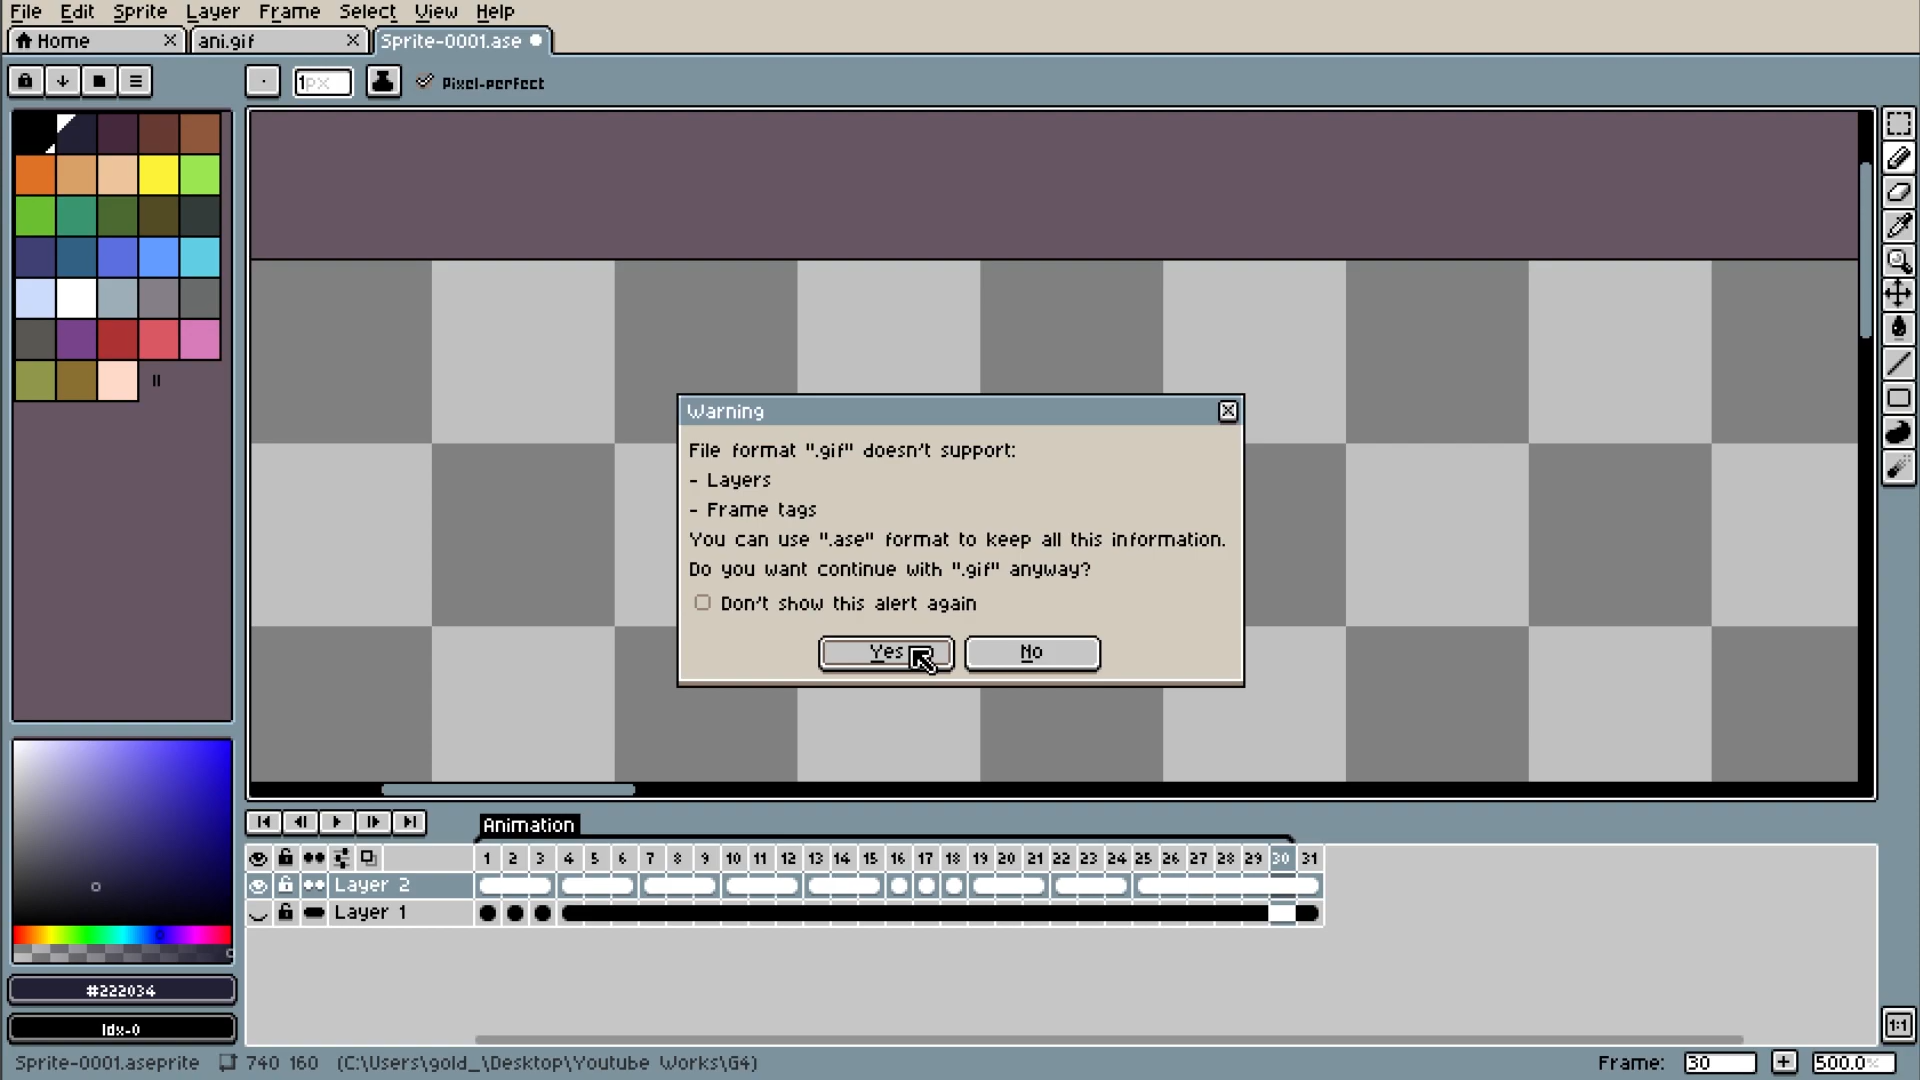 File Edit Sprite Layer Frame Select View Help
Home ani.gif Sprite-0001.ase
1px Pixel-perfect
Warning
File format ".gif" doesn't support:
- Layers
- Frame tags
You can use ".ase" format to keep all this information.
Do you want continue with ".gif" anyway?
Don't show this alert again
Yes No
Animation
1 2 3 4 5 6 7 8 9 10 11 12 13 14 15 16 17 18 19 20 21 22 23 24 25 26 27 28 29 30 31
Layer 2
Layer 1
#222034
Idx-0
1:1
Sprite-0001.aseprite 740 160 (C:\Users\gold_\Desktop\Youtube Works\G4) Frame: 30 + 500.0%